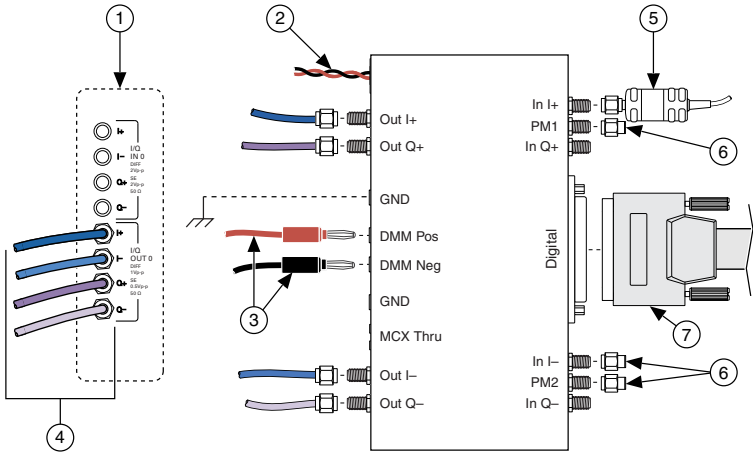 1
I+
I–
Q+
Q–
I/Q
IN 0
DIFF
2Vp-p
SE
2Vp-p
50 Ω
I+
I–
Q+
Q–
I/Q
OUT 0
DIFF
1Vp-p
SE
0.5Vp-p
50 Ω
4
2
3
Out I+
Out Q+
GND
DMM Pos
DMM Neg
GND
MCX Thru
Out I–
Out Q–
In I+
PM1
In Q+
Digital
In I–
PM2
In Q–
5
6
7
6